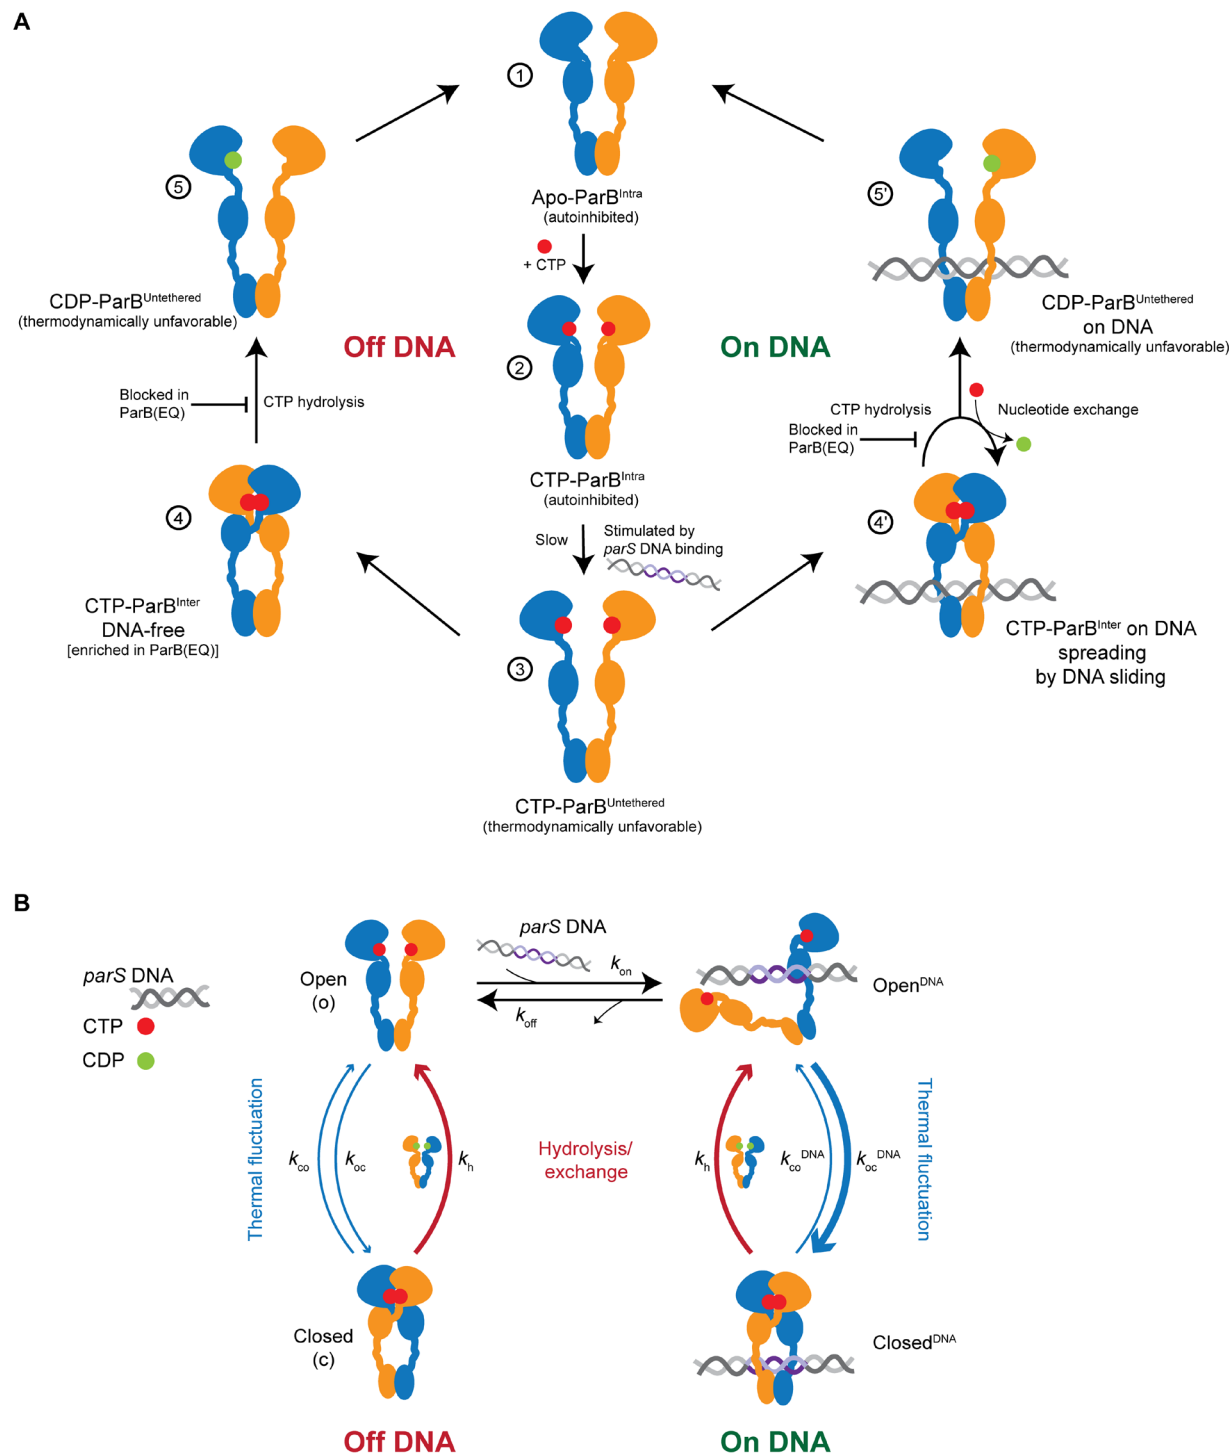 A
1
Apo-ParB^Intra
(autoinhibited)
+ CTP
2
CTP-ParB^Intra
(autoinhibited)
Slow
Stimulated by
parS DNA binding
3
CTP-ParB^Untethered
(thermodynamically unfavorable)
Off DNA
On DNA
5
CDP-ParB^Untethered
(thermodynamically unfavorable)
Blocked in
ParB(EQ)
CTP hydrolysis
4
CTP-ParB^Inter
DNA-free
[enriched in ParB(EQ)]
5'
CDP-ParB^Untethered
on DNA
(thermodynamically unfavorable)
CTP hydrolysis
Blocked in
ParB(EQ)
Nucleotide exchange
4'
CTP-ParB^Inter on DNA
spreading
by DNA sliding
B
parS DNA
CTP
CDP
Open
(o)
parS DNA
k_on
k_off
Open^DNA
Thermal fluctuation
k_co
k_oc
k_h
Hydrolysis/
exchange
k_h
k_co^DNA
k_oc^DNA
Thermal fluctuation
Closed
(c)
Closed^DNA
Off DNA
On DNA